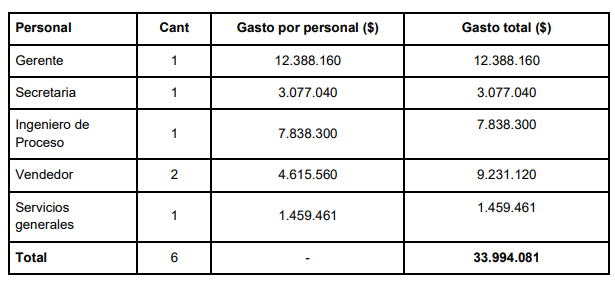 Personal Cant Gasto por personal ($) Gasto total ($)
Gerente 1 12.388.160 12.388.160
Secretaria 1 3.077.040 3.077.040
Ingeniero de
Proceso 1 7.838.300 7.838.300
Vendedor 2 4.615.560 9.231.120
Servicios
generales 1 1.459.461 1.459.461
Total 6 - 33.994.081